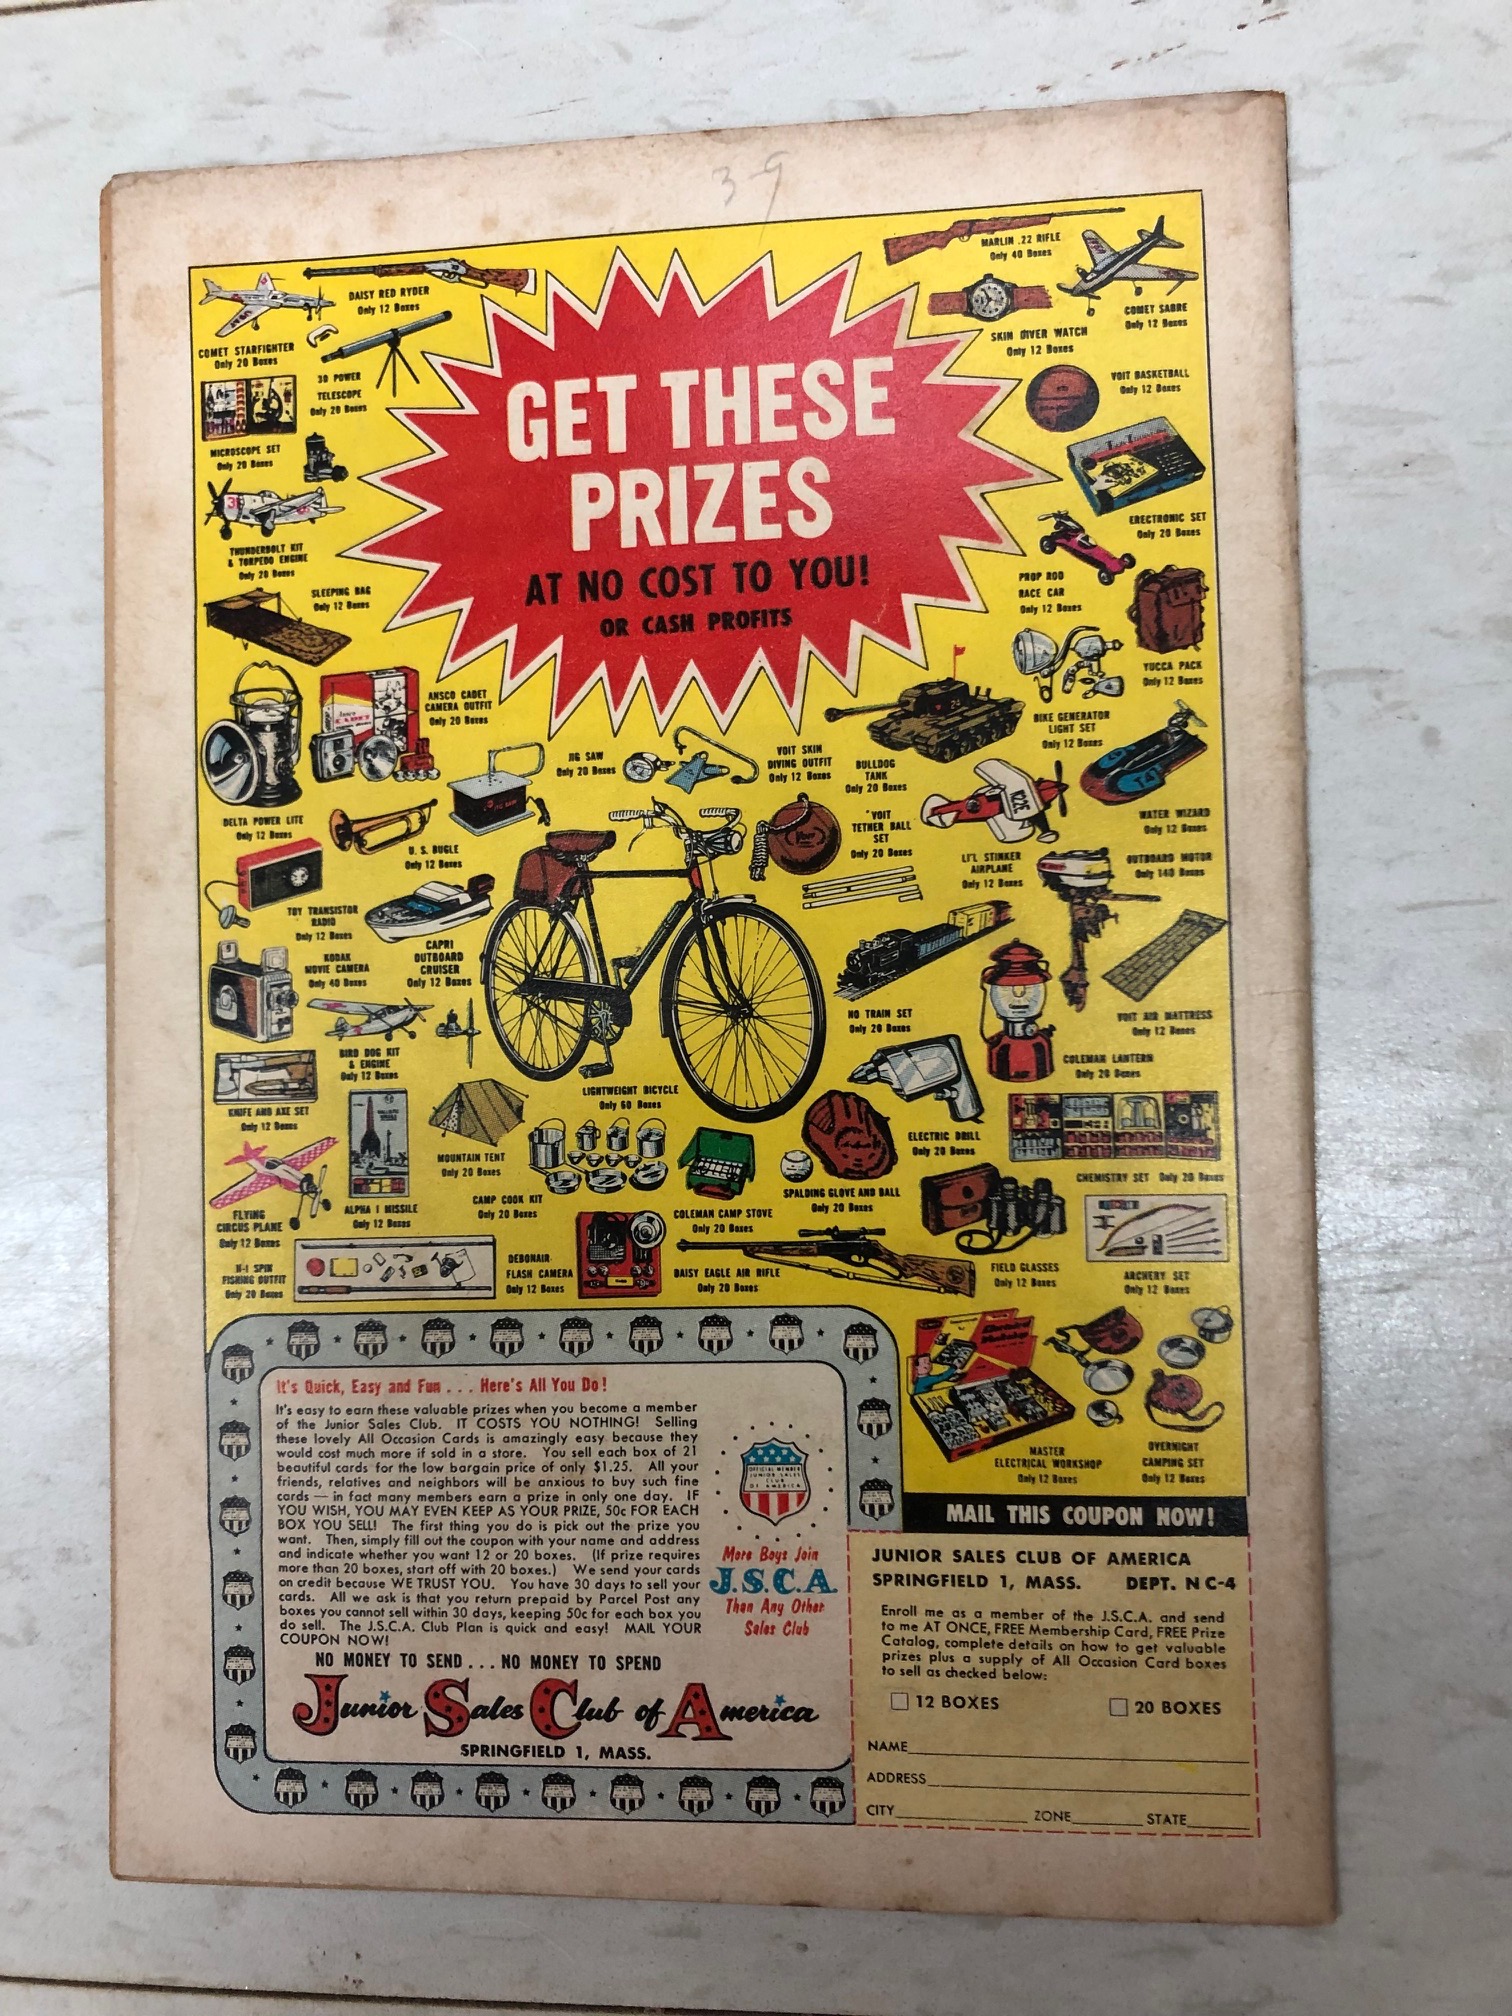 39
MARLIN .22 RIFLE
Only 40 Boxes
DAISY RED RYDER
Only 12 Boxes
COMET SABRE
Only 12 Boxes
COMET STARFIGHTER
Only 20 Boxes
SKIN DIVER WATCH
Only 12 Boxes
30 POWER
TELESCOPE
Only 20 Boxes
VOIT BASKETBALL
Only 12 Boxes
GET THESE
PRIZES
AT NO COST TO YOU!
OR CASH PROFITS
MICROSCOPE SET
Only 20 Boxes
ERECTRONIC SET
Only 20 Boxes
THUNDERBOLT KIT
& TORPEDO ENGINE
Only 20 Boxes
PROP ROD
RACE CAR
Only 12 Boxes
SLEEPING BAG
Only 12 Boxes
YUCCA PACK
Only 12 Boxes
ANSCO CADET
CAMERA OUTFIT
Only 20 Boxes
BIKE GENERATOR
LIGHT SET
Only 12 Boxes
24
JIG SAW
Only 20 Boxes
VOIT SKIN
DIVING OUTFIT
Only 12 Boxes
BULLDOG
TANK
Only 20 Boxes
DELTA POWER LITE
Only 12 Boxes
U. S. BUGLE
Only 12 Boxes
VOIT
TETHER BALL
SET
Only 20 Boxes
N22E
WATER WIZARD
Only 12 Boxes
LI'L STINKER
AIRPLANE
Only 12 Boxes
OUTBOARD MOTOR
Only 140 Boxes
TOY TRANSISTOR
RADIO
Only 12 Boxes
CAPRI
OUTBOARD
CRUISER
Only 12 Boxes
KODAK
MOVIE CAMERA
Only 40 Boxes
HO TRAIN SET
Only 20 Boxes
VOIT AIR MATTRESS
Only 12 Boxes
BIRD DOG KIT
& ENGINE
Only 12 Boxes
COLEMAN LANTERN
Only 20 Boxes
KNIFE AND AXE SET
Only 12 Boxes
LIGHTWEIGHT BICYCLE
Only 60 Boxes
MOUNTAIN TENT
Only 20 Boxes
ELECTRIC DRILL
Only 20 Boxes
CHEMISTRY SET Only 20 Boxes
FLYING
CIRCUS PLANE
Only 12 Boxes
ALPHA I MISSILE
Only 12 Boxes
CAMP COOK KIT
Only 20 Boxes
COLEMAN CAMP STOVE
Only 20 Boxes
SPALDING GLOVE AND BALL
Only 20 Boxes
N-1 SPIN
FISHING OUTFIT
Only 20 Boxes
DEBONAIR
FLASH CAMERA
Only 12 Boxes
DAISY EAGLE AIR RIFLE
Only 20 Boxes
FIELD GLASSES
Only 12 Boxes
ARCHERY SET
Only 12 Boxes
MASTER
ELECTRICAL WORKSHOP
Only 12 Boxes
OVERNIGHT
CAMPING SET
Only 12 Boxes
It's Quick, Easy and Fun . . . Here's All You Do!
It's easy to earn these valuable prizes when you become a member
of the Junior Sales Club. IT COSTS YOU NOTHING! Selling
these lovely All Occasion Cards is amazingly easy because they
would cost much more if sold in a store. You sell each box of 21
beautiful cards for the low bargain price of only $1.25. All your
friends, relatives and neighbors will be anxious to buy such fine
cards — in fact many members earn a prize in only one day. IF
YOU WISH, YOU MAY EVEN KEEP AS YOUR PRIZE, 50c FOR EACH
BOX YOU SELL! The first thing you do is pick out the prize you
want. Then, simply fill out the coupon with your name and address
and indicate whether you want 12 or 20 boxes. (If prize requires
more than 20 boxes, start off with 20 boxes.) We send your cards
on credit because WE TRUST YOU. You have 30 days to sell your
cards. All we ask is that you return prepaid by Parcel Post any
boxes you cannot sell within 30 days, keeping 50c for each box you
do sell. The J.S.C.A. Club Plan is quick and easy! MAIL YOUR
COUPON NOW!
NO MONEY TO SEND . . . NO MONEY TO SPEND
Junior Sales Club of America
SPRINGFIELD 1, MASS.
OFFICIAL MEMBER
JUNIOR SALES
CLUB
OF AMERICA
More Boys Join
J.S.C.A.
Than Any Other
Sales Club
MAIL THIS COUPON NOW!
JUNIOR SALES CLUB OF AMERICA
SPRINGFIELD 1, MASS. DEPT. N C-4
Enroll me as a member of the J.S.C.A. and send
to me AT ONCE, FREE Membership Card, FREE Prize
Catalog, complete details on how to get valuable
prizes plus a supply of All Occasion Card boxes
to sell as checked below:
12 BOXES 20 BOXES
NAME
ADDRESS
CITY ZONE STATE